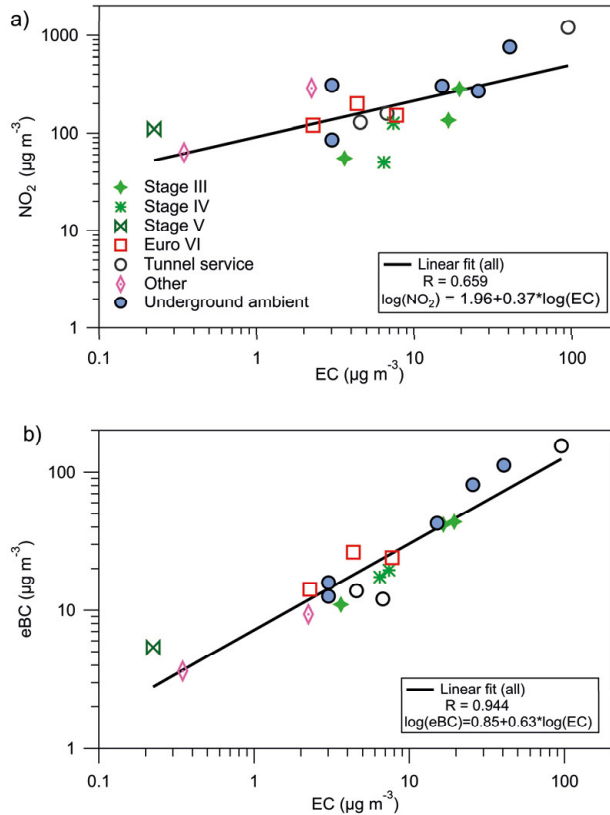 a)
1000
100
10
1
NO₂ (µg m⁻³)
Stage III
Stage IV
Stage V
Euro VI
Tunnel service
Other
Underground ambient
Linear fit (all)
R = 0.659
log(NO₂) − 1.96+0.37*log(EC)
0.1 1 10 100
EC (µg m⁻³)
b)
100
10
1
eBC (µg m⁻³)
Linear fit (all)
R = 0.944
log(eBC)=0.85+0.63*log(EC)
0.1 1 10 100
EC (µg m⁻³)